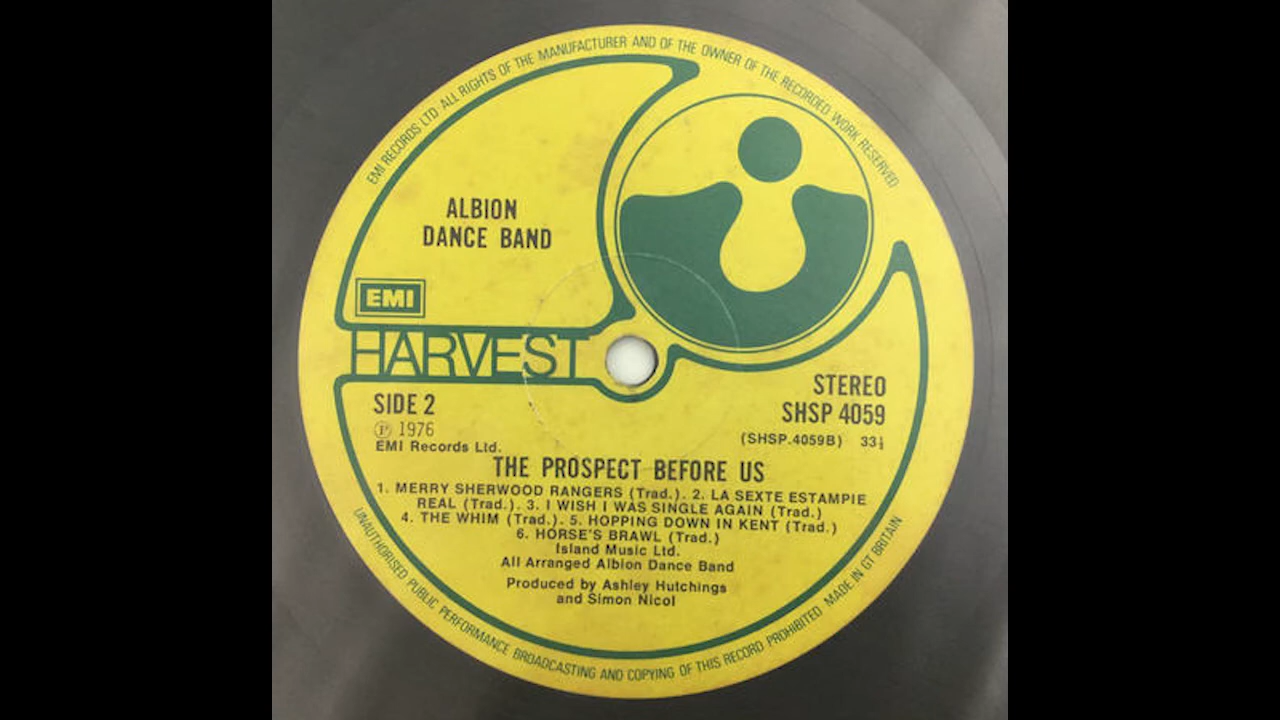 EMI RECORDS LTD ALL RIGHTS OF THE MANUFACTURER AND OF THE OWNER OF THE RECORDED WORK RESERVED
ALBION
DANCE BAND
EMI
HARVEST
SIDE 2
Ⓟ 1976
EMI Records Ltd.
STEREO
SHSP 4059
(SHSP.4059B) 33⅓
THE PROSPECT BEFORE US
1. MERRY SHERWOOD RANGERS (Trad.). 2. LA SEXTE ESTAMPIE
REAL (Trad.). 3. I WISH I WAS SINGLE AGAIN (Trad.)
4. THE WHIM (Trad.). 5. HOPPING DOWN IN KENT (Trad.)
6. HORSE'S BRAWL (Trad.)
Island Music Ltd.
All Arranged Albion Dance Band
Produced by Ashley Hutchings
and Simon Nicol
UNAUTHORISED PUBLIC PERFORMANCE BROADCASTING AND COPYING OF THIS RECORD PROHIBITED MADE IN GT BRITAIN